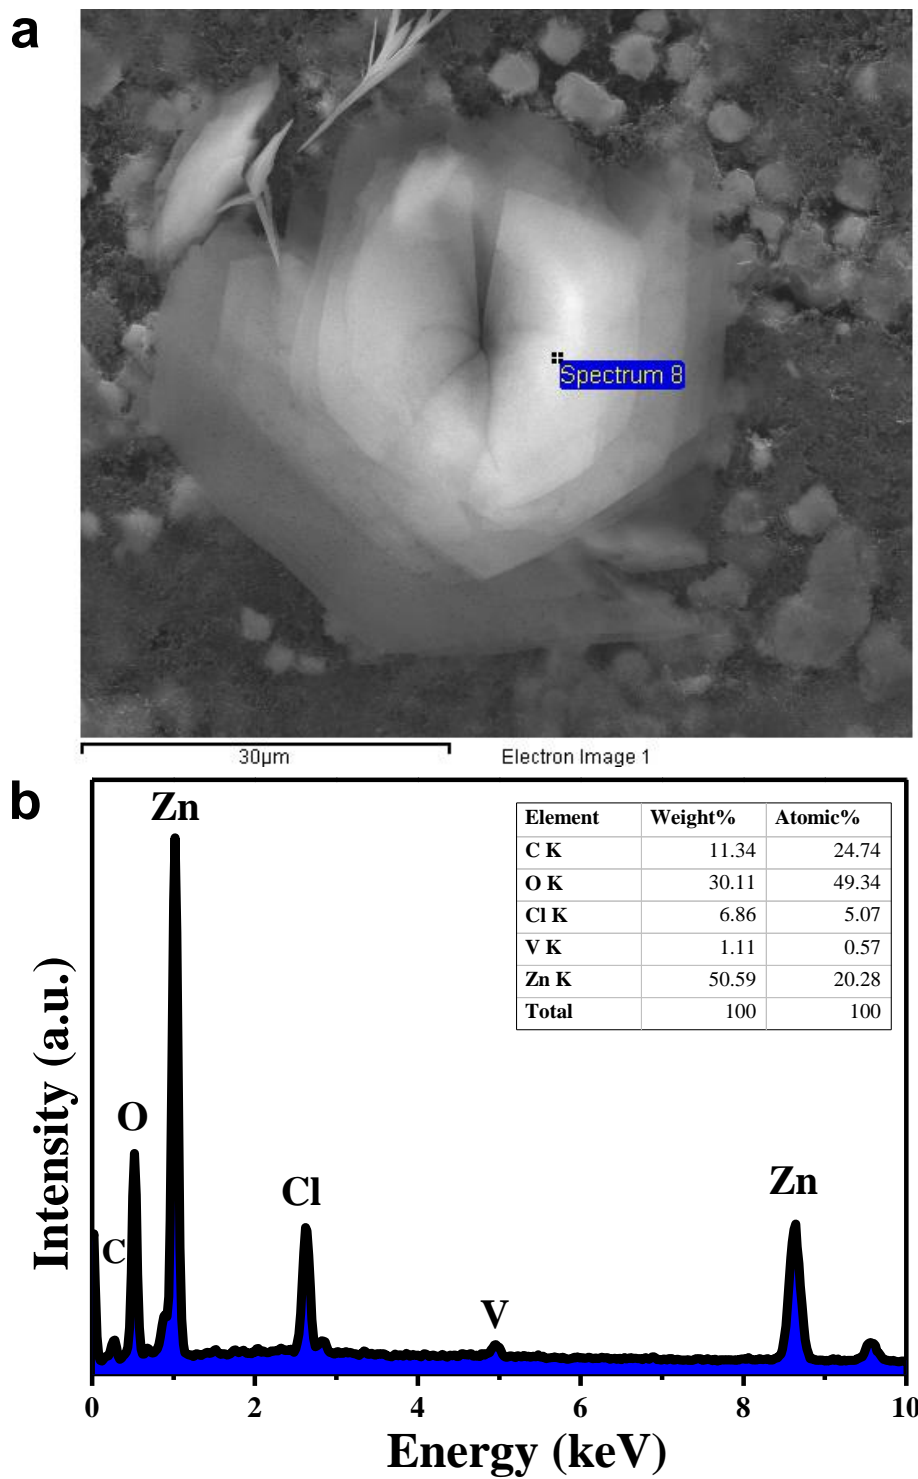 a
Spectrum 8
30µm Electron Image 1
b
Zn
Element Weight% Atomic%
C K 11.34 24.74
O K 30.11 49.34
Cl K 6.86 5.07
V K 1.11 0.57
Zn K 50.59 20.28
Total 100 100
O
Cl
Zn
C
V
Intensity (a.u.)
0 2 4 6 8 10
Energy (keV)